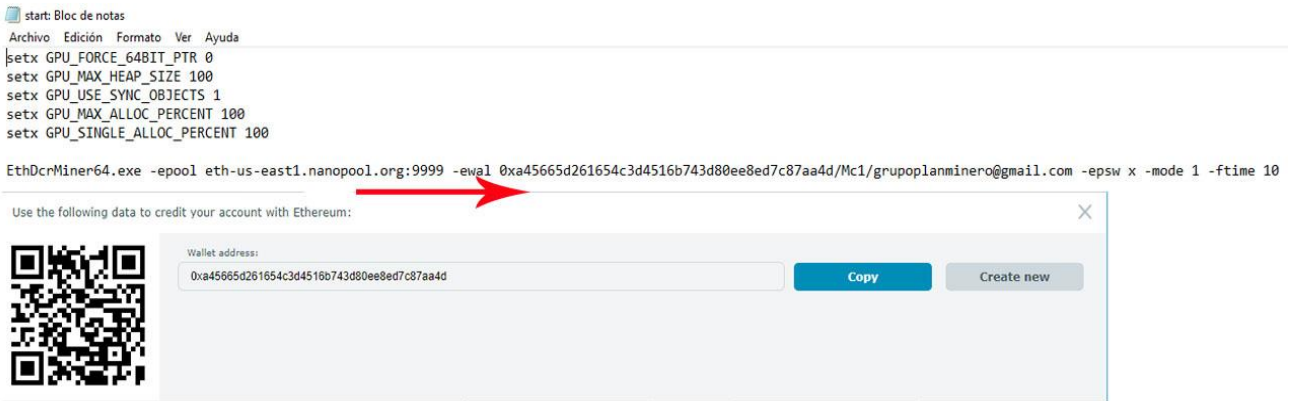 start: Bloc de notas
Archivo Edición Formato Ver Ayuda
setx GPU_FORCE_64BIT_PTR 0
setx GPU_MAX_HEAP_SIZE 100
setx GPU_USE_SYNC_OBJECTS 1
setx GPU_MAX_ALLOC_PERCENT 100
setx GPU_SINGLE_ALLOC_PERCENT 100
EthDcrMiner64.exe -epool eth-us-east1.nanopool.org:9999 -ewal 0xa45665d261654c3d4516b743d80ee8ed7c87aa4d/Mc1/grupoplanminero@gmail.com -epsw x -mode 1 -ftime 10
Use the following data to credit your account with Ethereum:
Wallet address:
0xa45665d261654c3d4516b743d80ee8ed7c87aa4d
Copy
Create new